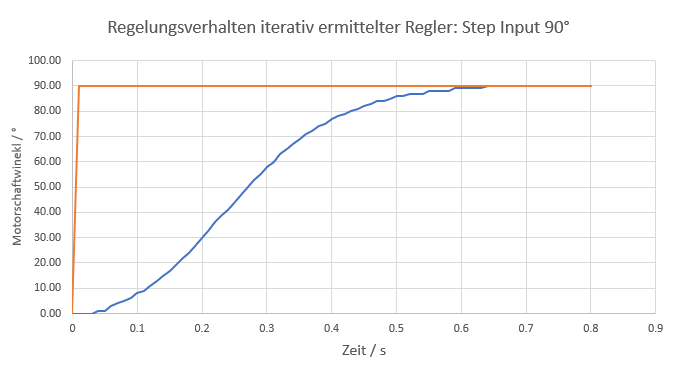 Regelungsverhalten iterativ ermittelter Regler: Step Input 90°
100.00
90.00
80.00
70.00
60.00
50.00
40.00
30.00
20.00
10.00
0.00
Motorschaftwinekl / °
0 0.1 0.2 0.3 0.4 0.5 0.6 0.7 0.8 0.9
Zeit / s